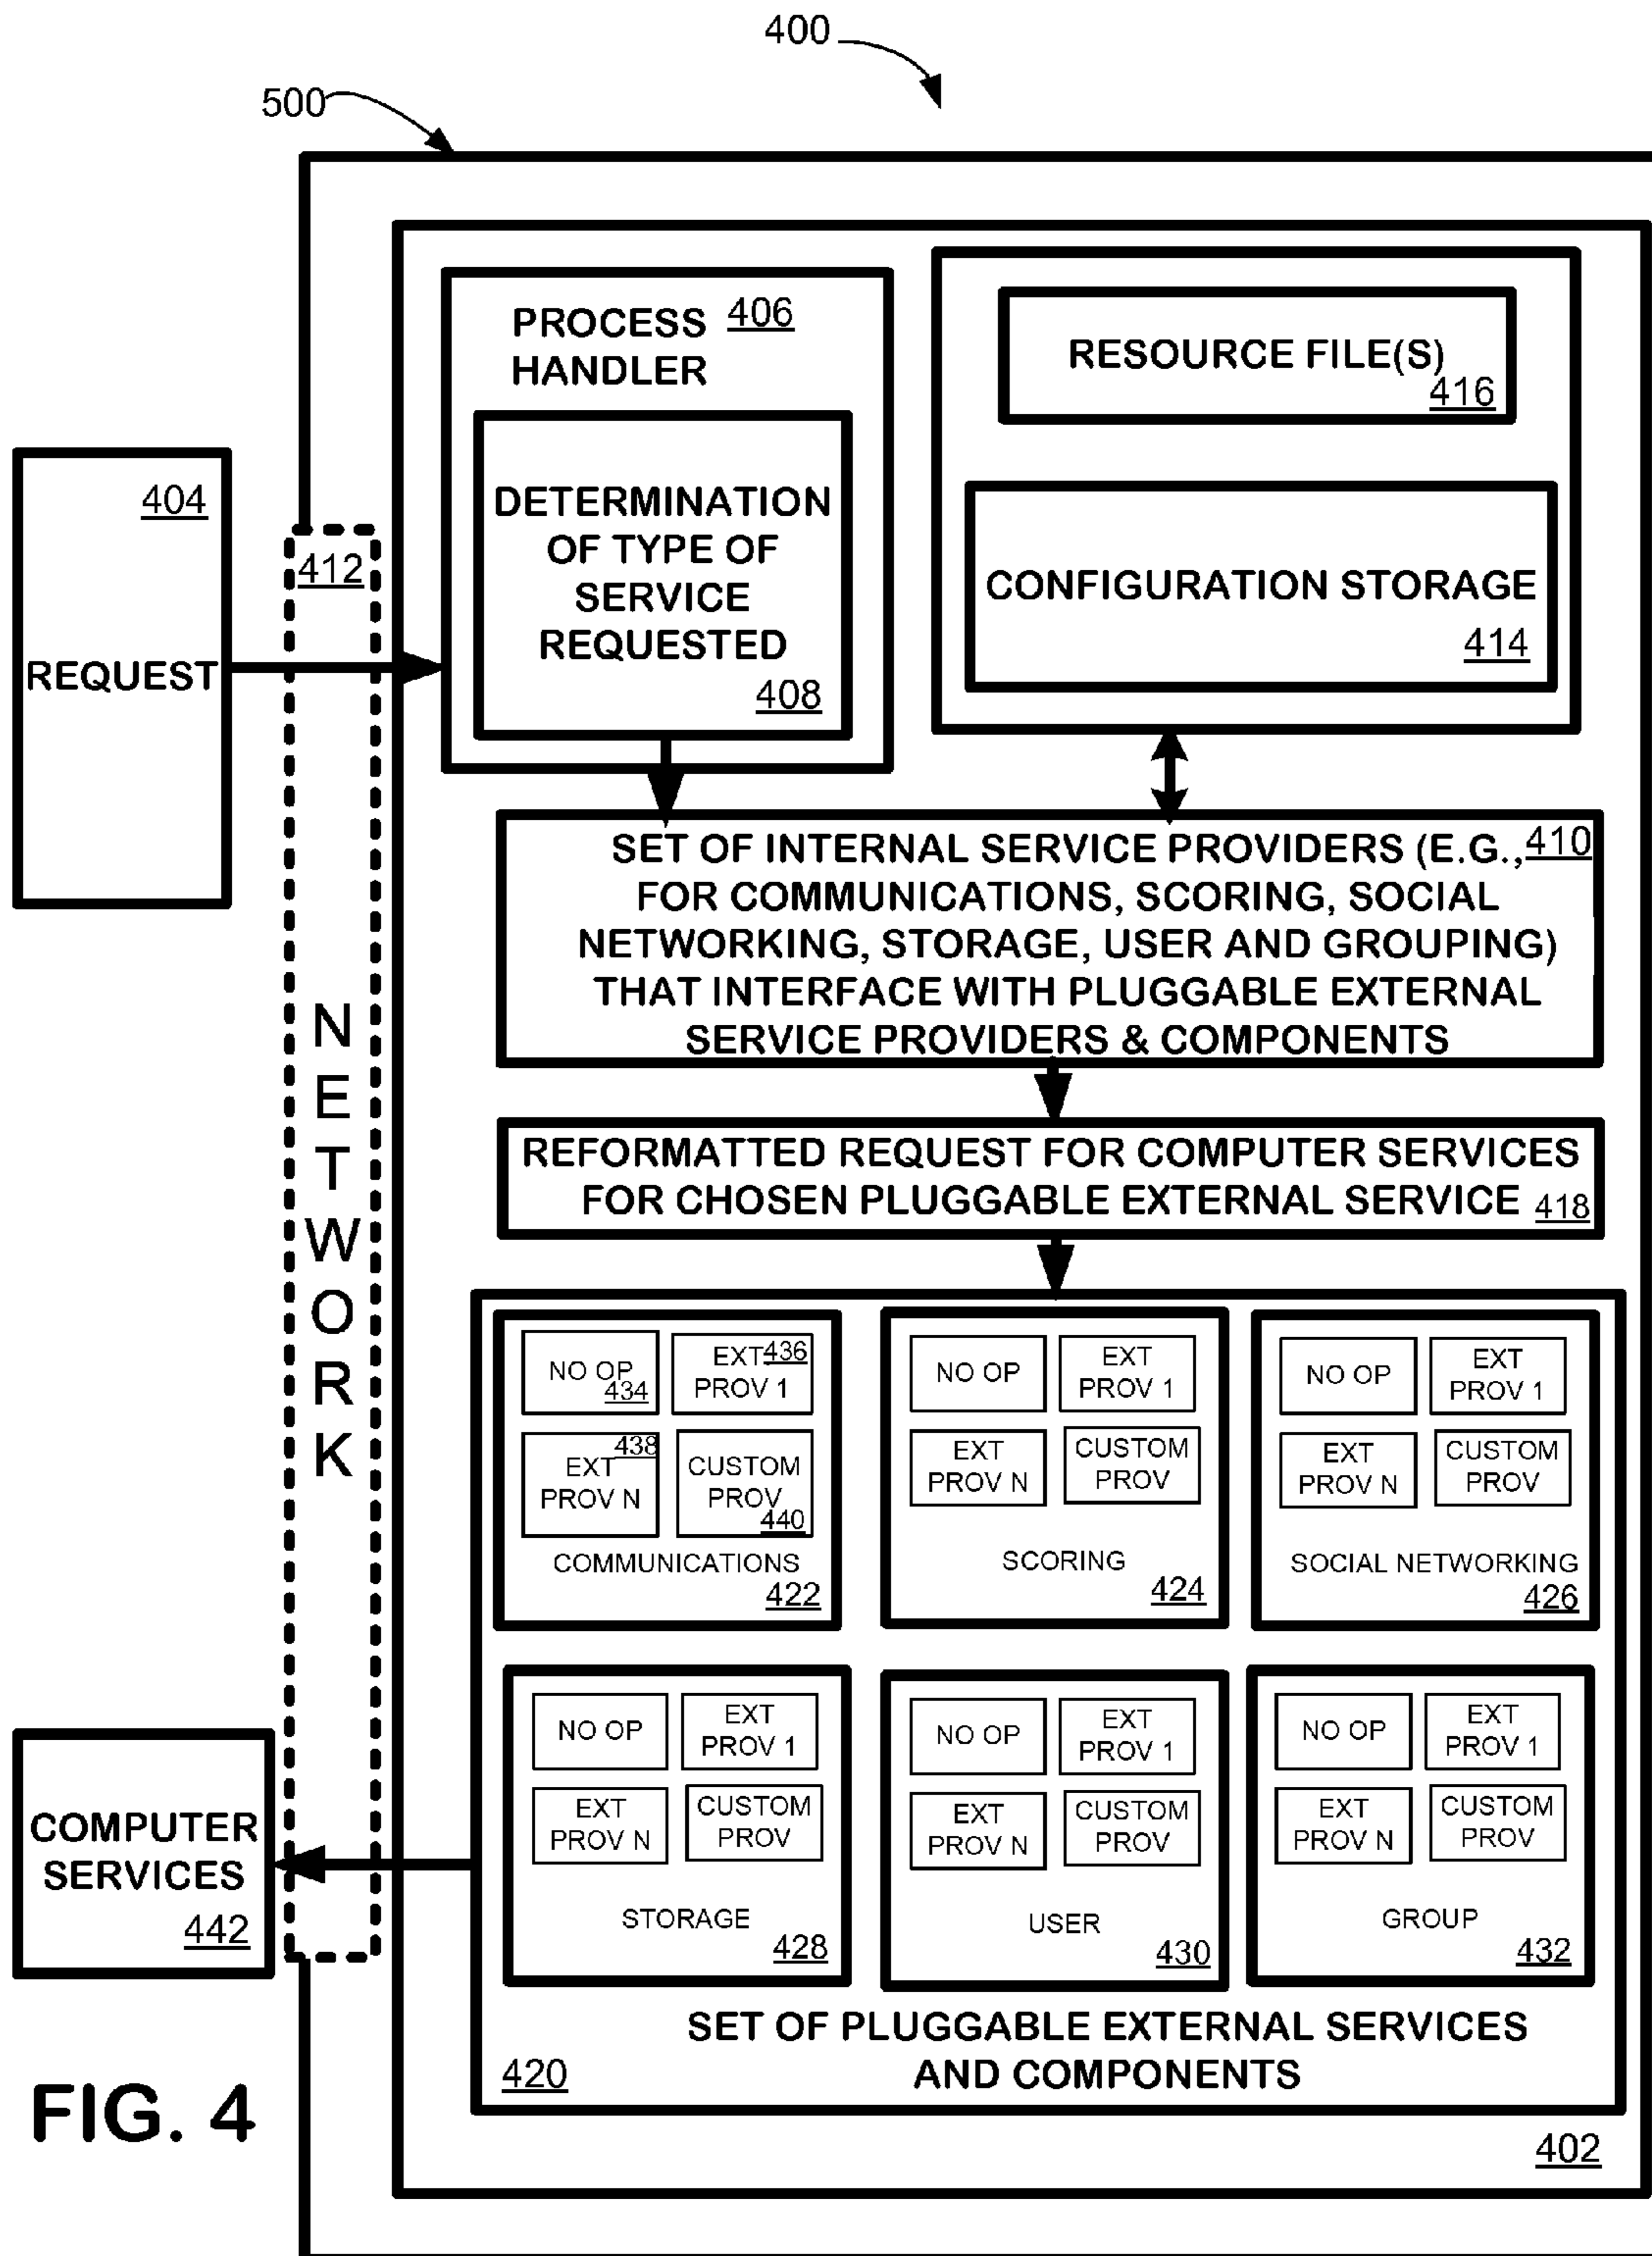 400
500
PROCESS 406
HANDLER
DETERMINATION
OF TYPE OF
SERVICE
REQUESTED
408
RESOURCE FILE(S)
416
CONFIGURATION STORAGE
414
404
REQUEST
412
NETWORK
SET OF INTERNAL SERVICE PROVIDERS (E.G., 410
FOR COMMUNICATIONS, SCORING, SOCIAL
NETWORKING, STORAGE, USER AND GROUPING)
THAT INTERFACE WITH PLUGGABLE EXTERNAL
SERVICE PROVIDERS & COMPONENTS
REFORMATTED REQUEST FOR COMPUTER SERVICES
FOR CHOSEN PLUGGABLE EXTERNAL SERVICE 418
NO OP
434
EXT 436
PROV 1
438
EXT
PROV N
CUSTOM
PROV
440
COMMUNICATIONS
422
NO OP
EXT
PROV 1
EXT
PROV N
CUSTOM
PROV
SCORING
424
NO OP
EXT
PROV 1
EXT
PROV N
CUSTOM
PROV
SOCIAL NETWORKING
426
NO OP
EXT
PROV 1
EXT
PROV N
CUSTOM
PROV
STORAGE
428
NO OP
EXT
PROV 1
EXT
PROV N
CUSTOM
PROV
USER
430
NO OP
EXT
PROV 1
EXT
PROV N
CUSTOM
PROV
GROUP
432
SET OF PLUGGABLE EXTERNAL SERVICES
AND COMPONENTS
420
402
COMPUTER
SERVICES
442
FIG. 4